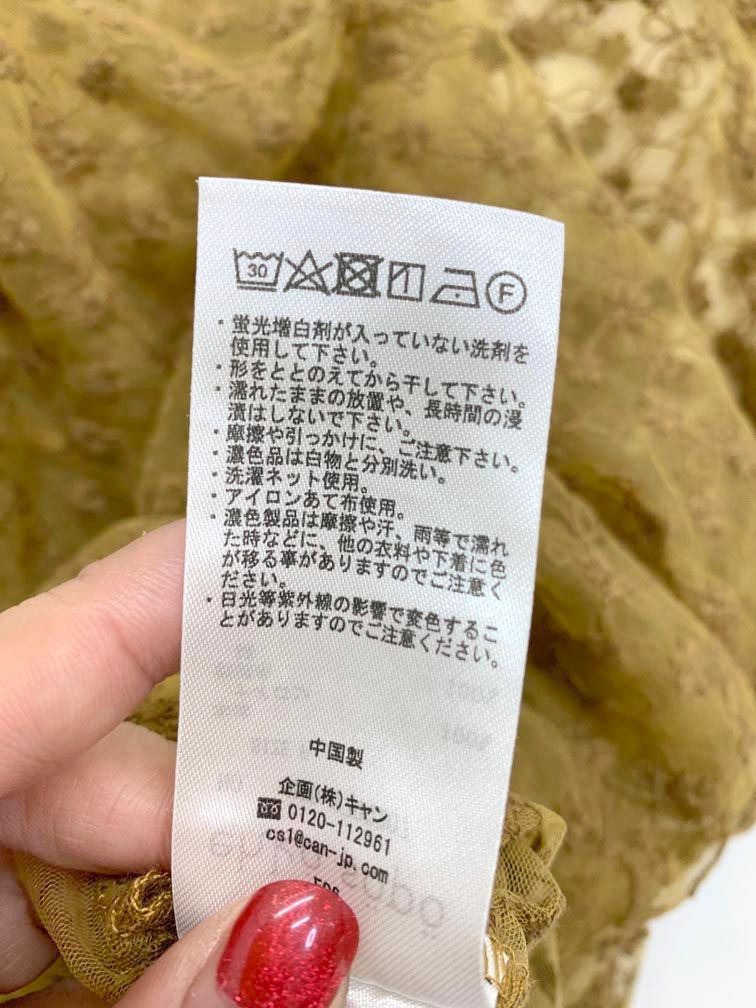 30 F
・蛍光増白剤が入っていない洗剤を
使用して下さい。
・形をととのえてから干して下さい。
・濡れたままの放置や、長時間の浸
漬はしないで下さい。
・摩擦や引っかけに、ご注意下さい。
・濃色品は白物と分別洗い。
・洗濯ネット使用。
・アイロンあて布使用。
・濃色製品は摩擦や汗、雨等で濡れ
た時などに、他の衣料や下着に色
が移る事がありますのでご注意く
ださい。
・日光等紫外線の影響で変色するこ
とがありますのでご注意ください。
中国製
企画(株)キャン
0120-112961
cs1@can-jp.com